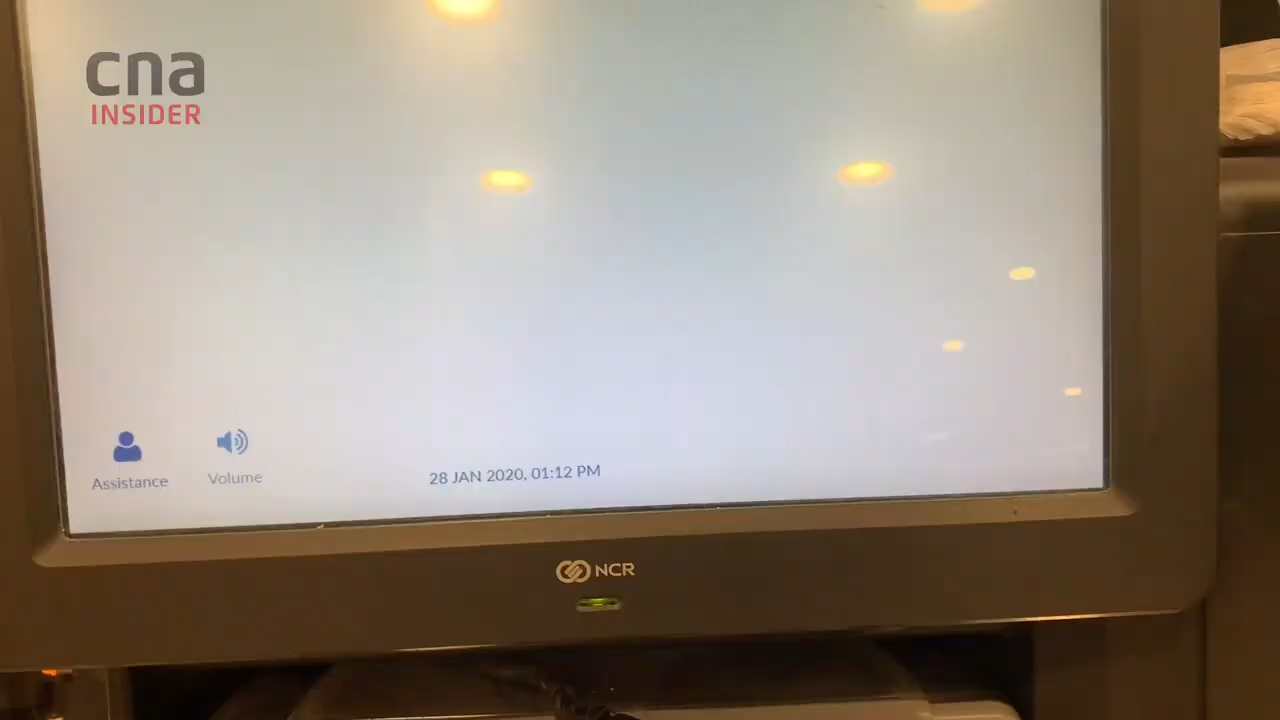 cna
INSIDER
Assistance
Volume
28 JAN 2020, 01:12 PM
NCR